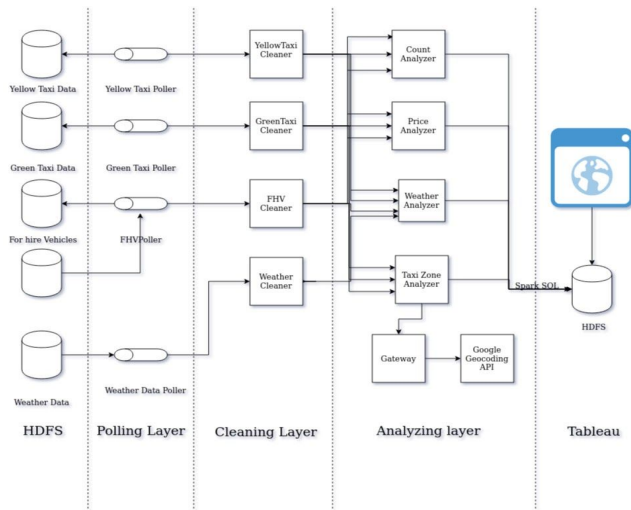 YellowTaxi
Cleaner
Count
Analyzer
Yellow Taxi Data
Yellow Taxi Poller
GreenTaxi
Cleaner
Price
Analyzer
Green Taxi Data
Green Taxi Poller
FHV
Cleaner
Weather
Analyzer
For hire Vehicles
FHVPoller
Weather
Cleaner
Taxi Zone
Analyzer
Spark SQL
HDFS
Gateway
Google
Geocoding
API
Weather Data
Weather Data Poller
HDFS
Polling Layer
Cleaning Layer
Analyzing layer
Tableau